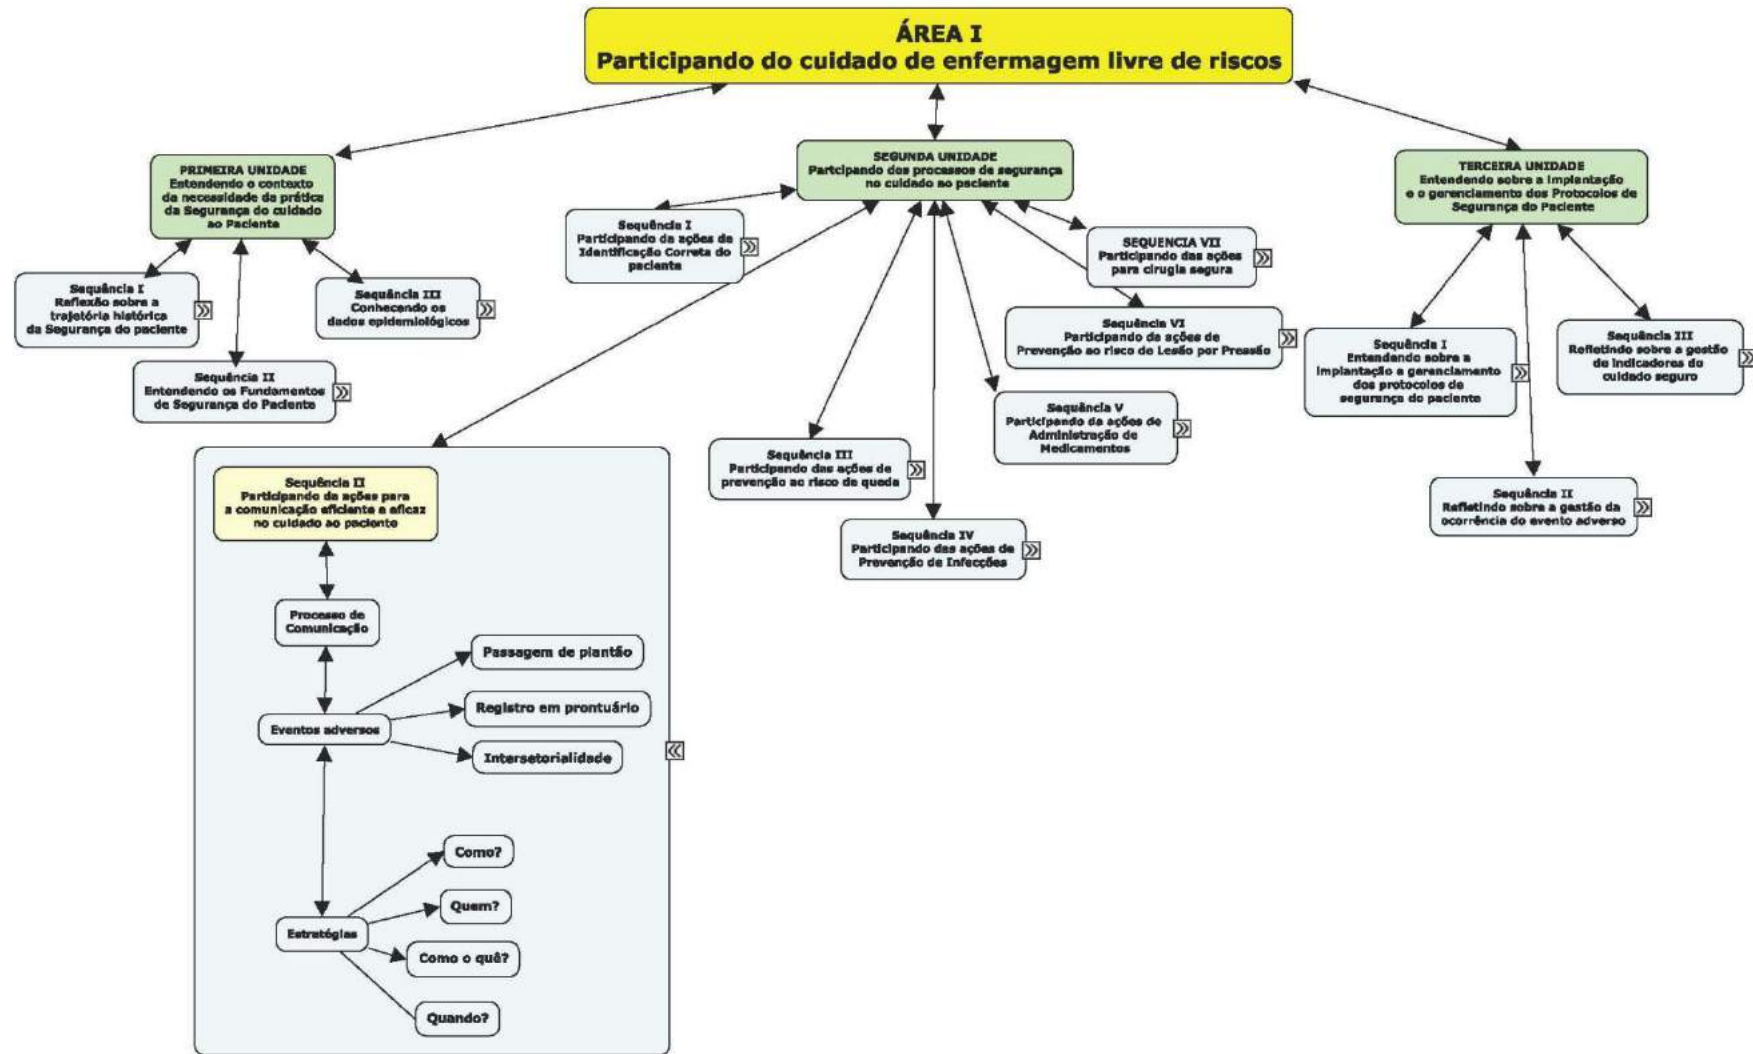 ÁREA I
Participando do cuidado de enfermagem livre de riscos
PRIMEIRA UNIDADE
Entendendo o contexto
da necessidade da prática
da Segurança do cuidado
ao Paciente
Sequência I
Reflexão sobre a
trajetória histórica
da Segurança do paciente
Sequência II
Entendendo os Fundamentos
de Segurança do Paciente
Sequência III
Conhecendo os
dados epidemiológicos
SEGUNDA UNIDADE
Partcipando dos processos de segurança
no cuidado ao paciente
Sequência I
Participando da ações de
Identificação Correta do
paciente
Sequência II
Participando da ações para
a comunicação eficiente e eficaz
no cuidado ao paciente
Processo de
Comunicação
Eventos adversos
Passagem de plantão
Registro em prontuário
Intersetorialidade
Estratégias
Como?
Quem?
Como o quê?
Quando?
Sequência III
Participando das ações de
prevenção ao risco de queda
Sequência IV
Participando das ações de
Prevenção de Infecções
Sequência V
Participando da ações de
Administração de
Medicamentos
Sequência VI
Participando da ações de
Prevenção ao risco de Lesão por Pressão
SEQUENCIA VII
Participando das ações
para cirugia segura
TERCEIRA UNIDADE
Entendendo sobre a Implantação
e o gerenciamento dos Protocolos de
Segurança do Paciente
Sequência I
Entendendo sobre a
implantação e gerenciamento
dos protocolos de
segurança do paciente
Sequência II
Refletindo sobre a gestão da
ocorrência do evento adverso
Sequência III
Refletindo sobre a gestão
de indicadores do
cuidado seguro